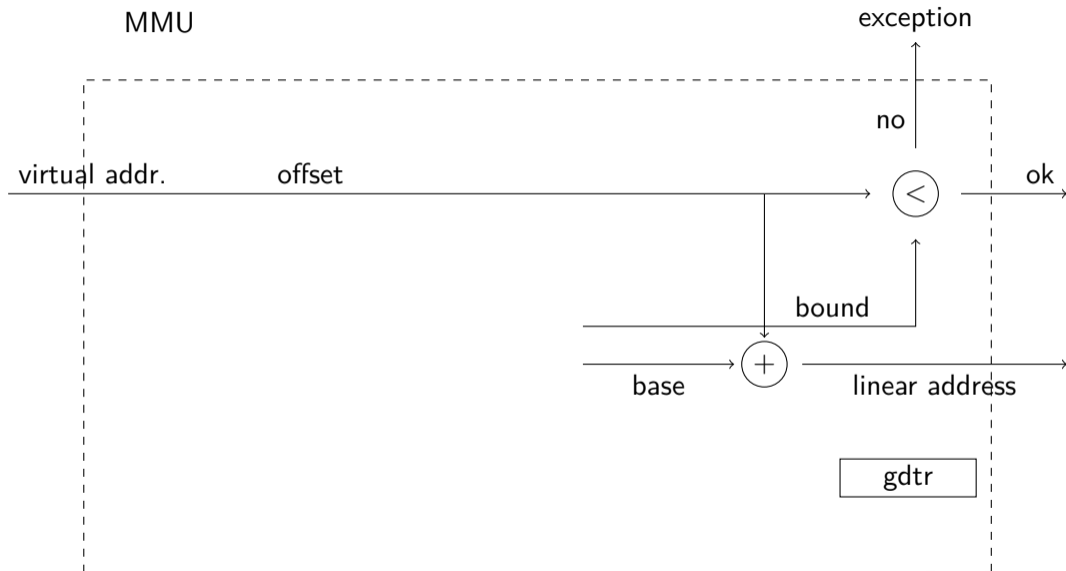 MMU
exception
no
virtual addr.
offset
<
ok
bound
+
base
linear address
gdtr